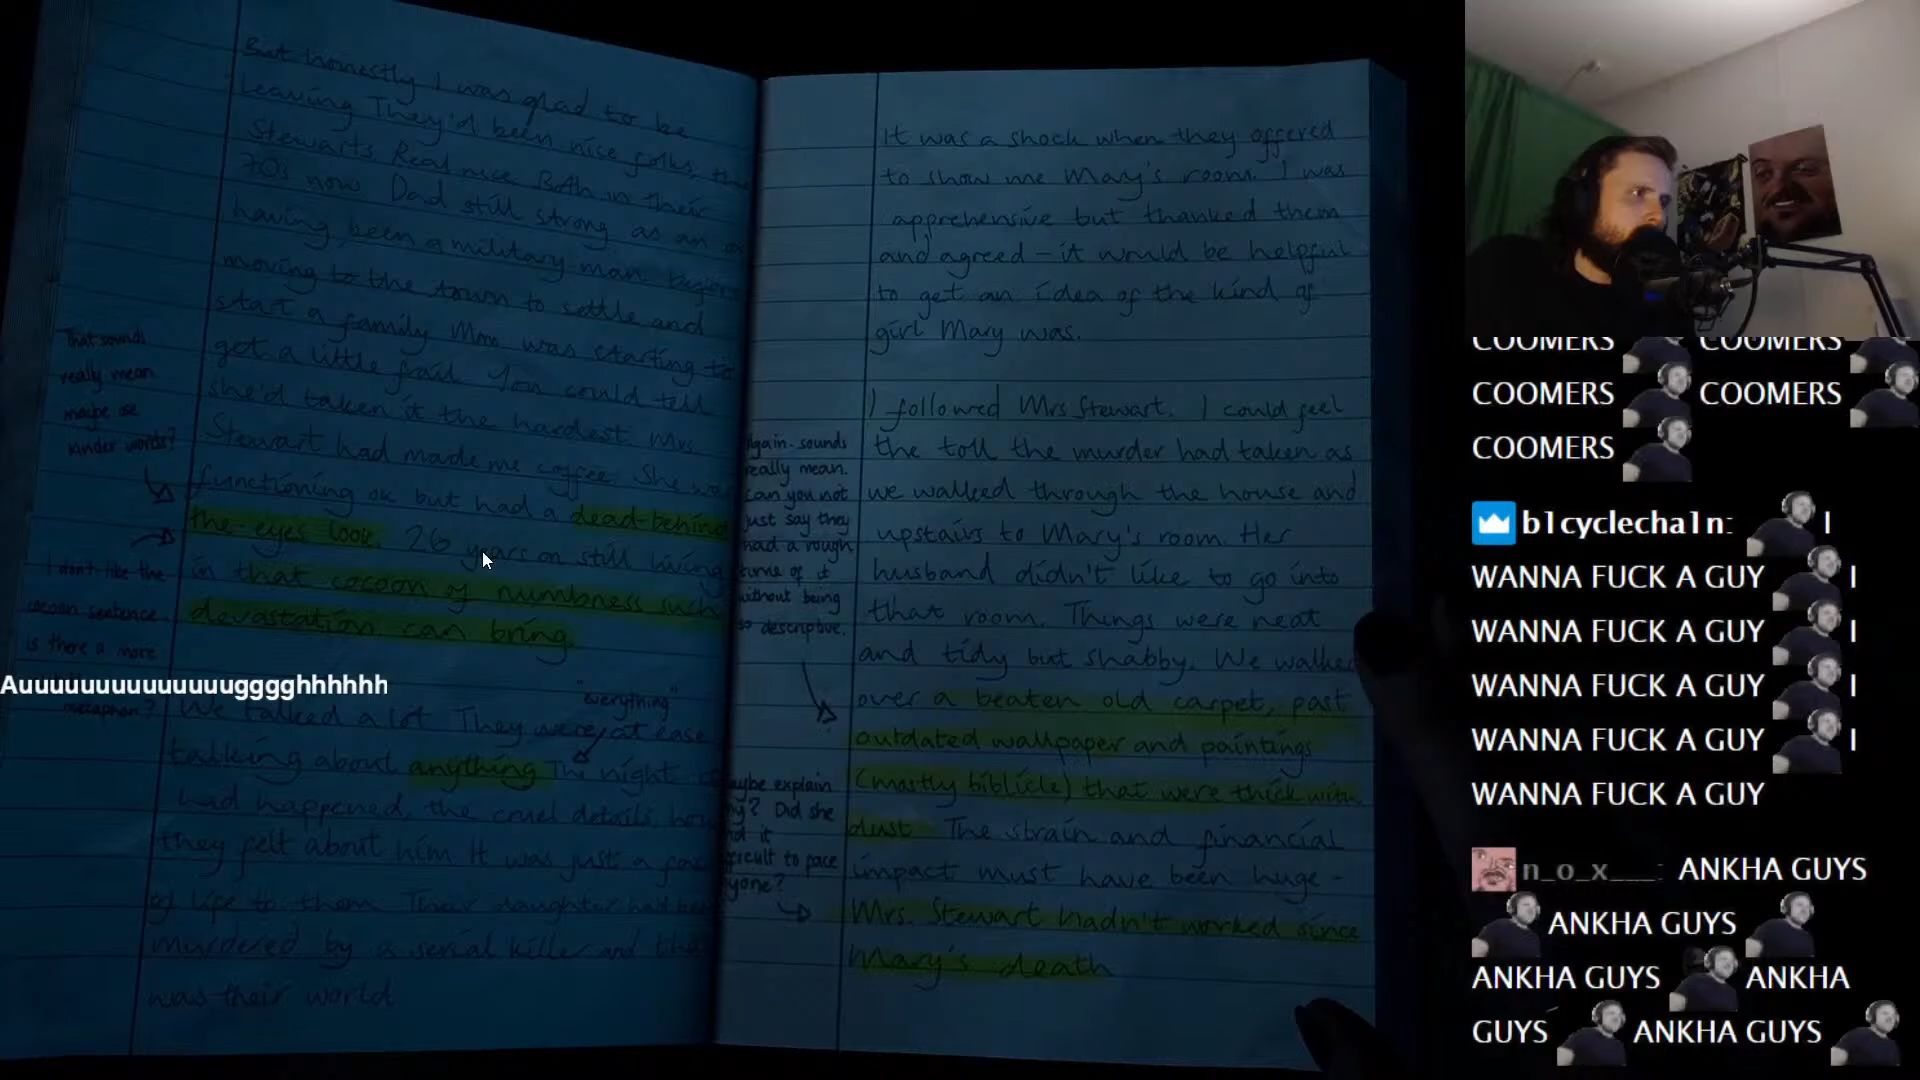 But honestly I was glad to be
leaving They'd been nice folks, the
Stewarts Real nice Both in their
70s now Dad still strong as an
having been a military man before
moving to the town to settle and
start a family Mom was starting to
get a little frail You could tell
she'd taken it the hardest Mrs
Stewart had made me coffee. She was
functioning ok but had a dead-behind
the-eyes look. 26 years on still living
in that cocoon of numbness such
devastation can bring.
We talked a lot They were at ease
talking about anything The night
had happened, the cruel details, how
they felt about him It was just a
of life to them Their daughter had
murdered by a serial killer and
was their world
That sounds
really mean
maybe use
kinder words?
I don't like the
cocoon sentence
is there a more
metaphor?
"everything"
Auuuuuuuuuuuuuuugggghhhhhh
It was a shock when they offered
to show me Mary's room. I was
apprehensive but thanked them
and agreed - it would be helpful
to get an idea of the kind of
girl Mary was.
I followed Mrs Stewart. I could feel
the toll the murder had taken as
we walked through the house and
upstairs to Mary's room. Her
husband didn't like to go into
that room. Things were neat
and tidy but shabby. We walked
over a beaten old carpet, past
outdated wallpaper and paintings
(mostly biblicle) that were thick with
dust The strain and financial
impact must have been huge -
Mrs. Stewart hadn't worked since
Mary's death
Again - sounds
really mean.
can you not
just say they
had a rough
time of it
without being
so descriptive.
explain
Did she
it
to face
COOMERS COOMERS
COOMERS COOMERS
COOMERS
b1cyclecha1n: I
WANNA FUCK A GUY I
WANNA FUCK A GUY I
WANNA FUCK A GUY I
WANNA FUCK A GUY I
WANNA FUCK A GUY
n_o_x___: ANKHA GUYS
ANKHA GUYS
ANKHA GUYS ANKHA
GUYS ANKHA GUYS